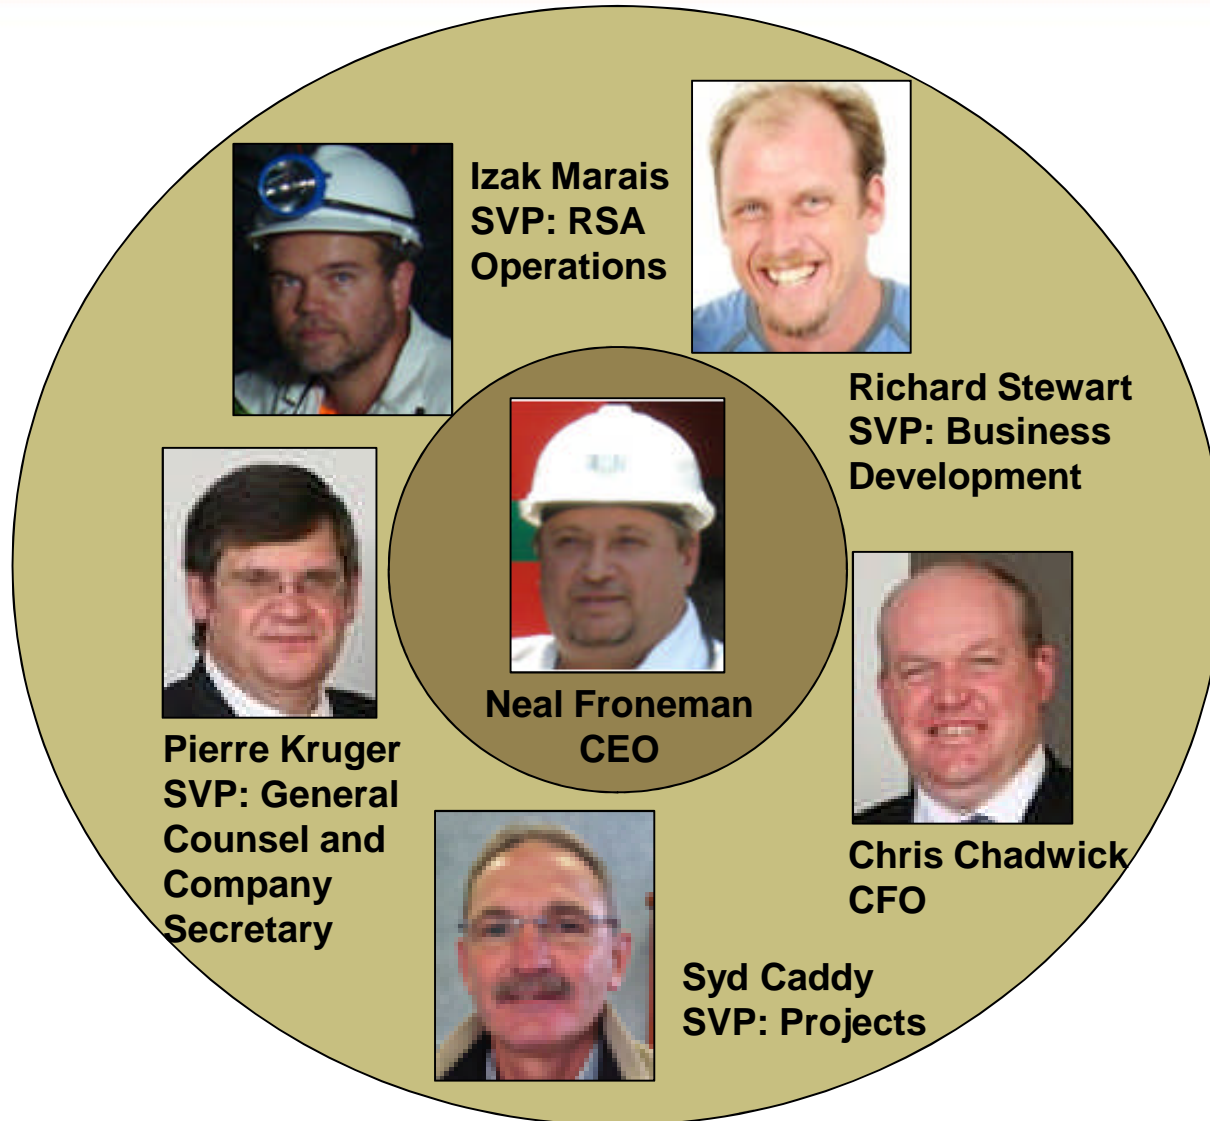 Izak Marais
SVP: RSA
Operations
Richard Stewart
SVP: Business
Development
Neal Froneman
CEO
Pierre Kruger
SVP: General
Counsel and
Company
Secretary
Chris Chadwick
CFO
Syd Caddy
SVP: Projects